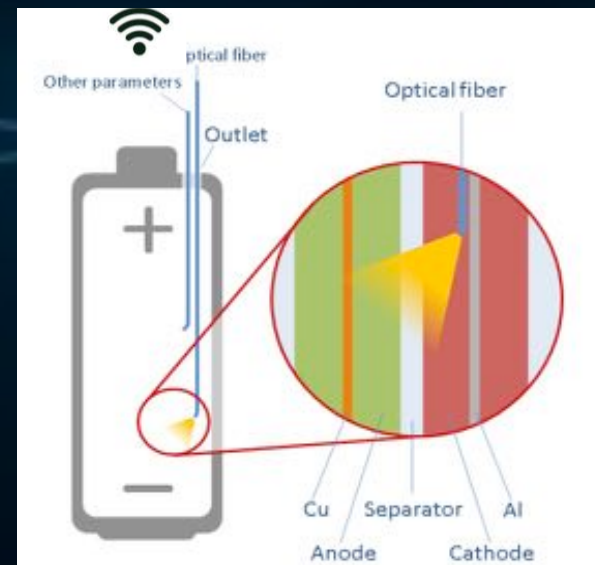 ptical fiber
Other parameters
Optical fiber
Outlet
Cu
Separator
Al
Anode
Cathode